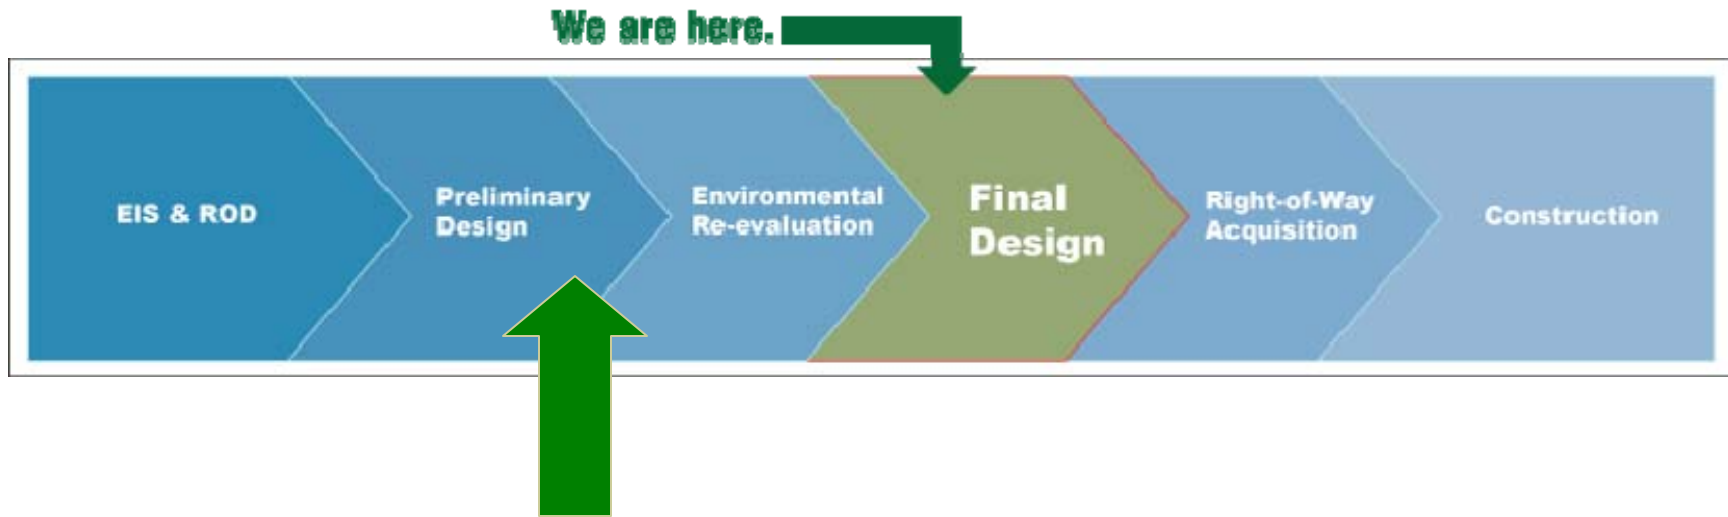 We are here.
EIS & ROD
Preliminary
Design
Environmental
Re-evaluation
Final
Design
Right-of-Way
Acquisition
Construction